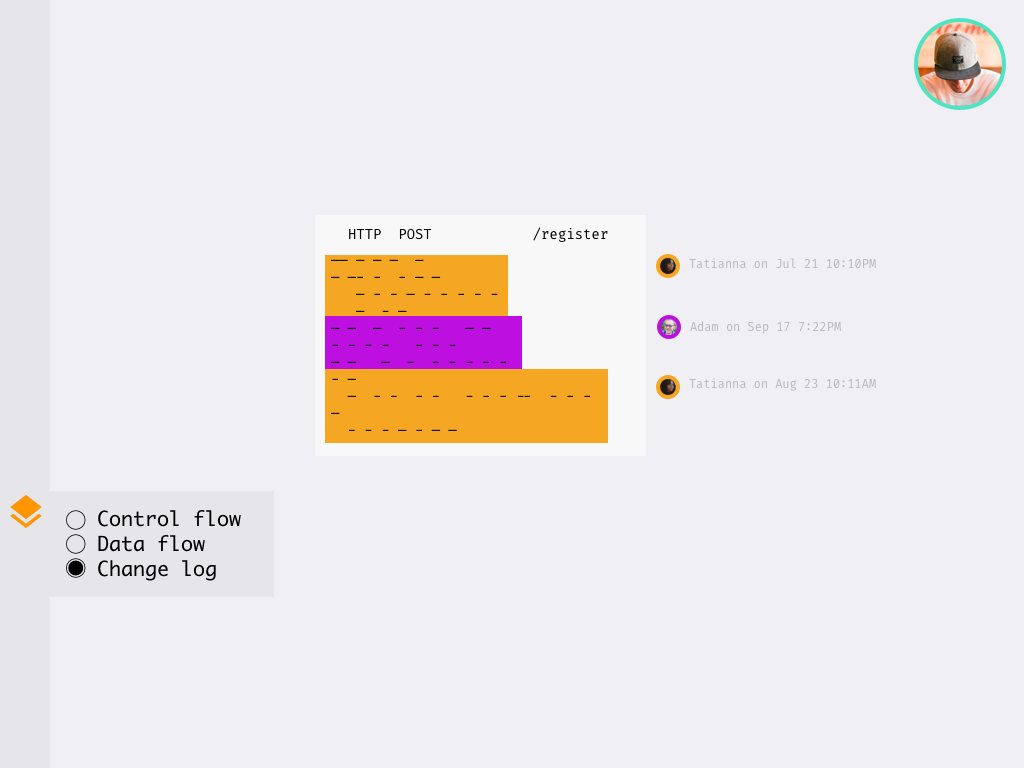 HTTP  POST            /register
Tatianna on Jul 21 10:10PM
Adam on Sep 17 7:22PM
Tatianna on Aug 23 10:11AM
Control flow
Data flow
Change log